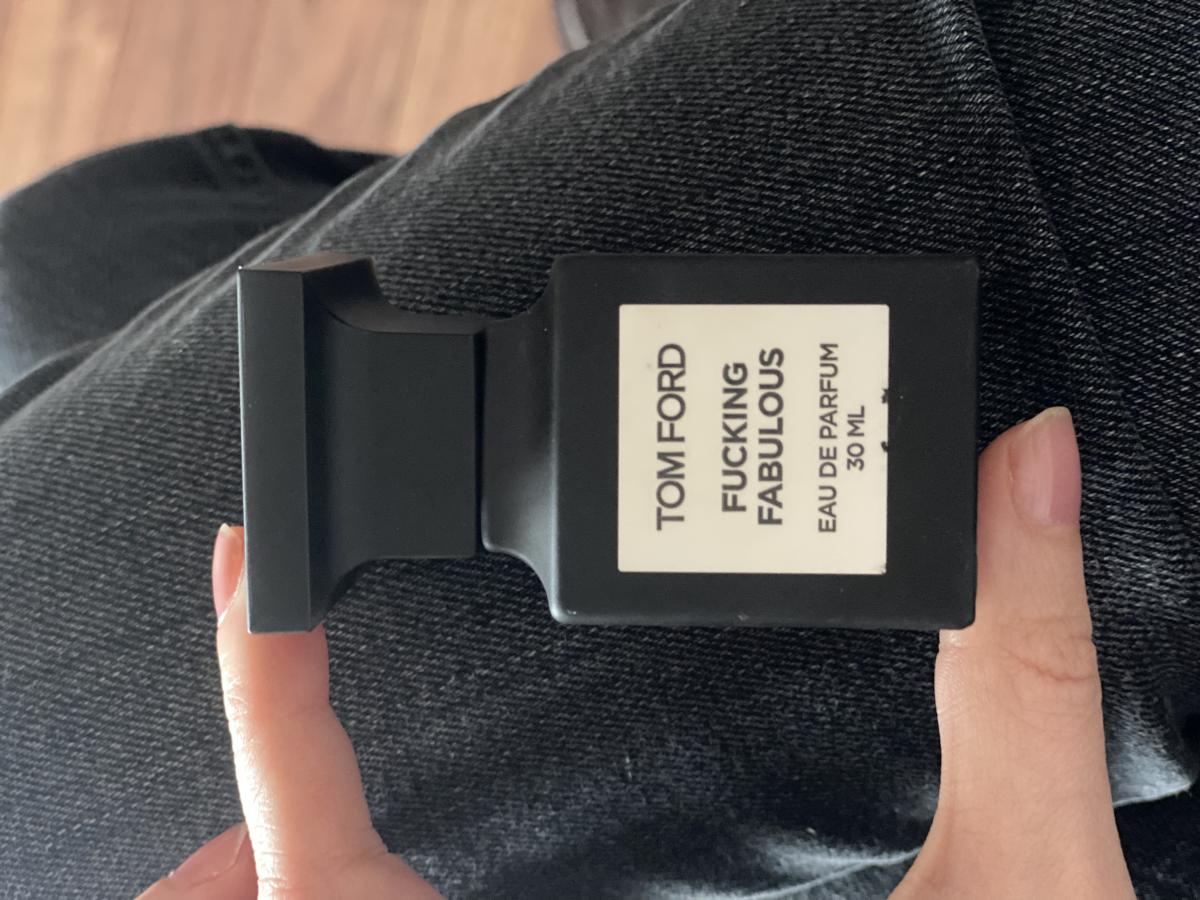 TOM FORD
FUCKING
FABULOUS
EAU DE PARFUM
30 ML